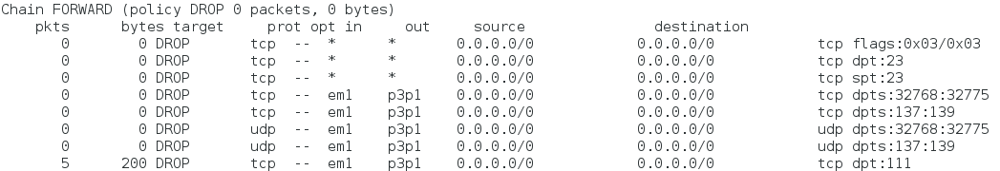 Chain FORWARD (policy DROP 0 packets, 0 bytes)
    pkts      bytes target     prot opt in     out     source               destination
       0        0 DROP       tcp  --  *      *       0.0.0.0/0            0.0.0.0/0            tcp flags:0x03/0x03
       0        0 DROP       tcp  --  *      *       0.0.0.0/0            0.0.0.0/0            tcp dpt:23
       0        0 DROP       tcp  --  *      *       0.0.0.0/0            0.0.0.0/0            tcp spt:23
       0        0 DROP       tcp  --  em1    p3p1    0.0.0.0/0            0.0.0.0/0            tcp dpts:32768:32775
       0        0 DROP       tcp  --  em1    p3p1    0.0.0.0/0            0.0.0.0/0            tcp dpts:137:139
       0        0 DROP       udp  --  em1    p3p1    0.0.0.0/0            0.0.0.0/0            udp dpts:32768:32775
       0        0 DROP       udp  --  em1    p3p1    0.0.0.0/0            0.0.0.0/0            udp dpts:137:139
       5      200 DROP       tcp  --  em1    p3p1    0.0.0.0/0            0.0.0.0/0            tcp dpt:111